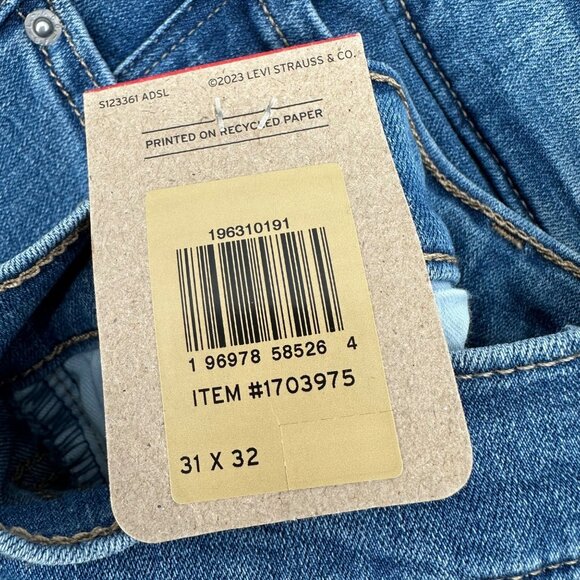 S123361 ADSL ©2023 LEVI STRAUSS & CO.
PRINTED ON RECYCLED PAPER
196310191
1 96978 58526 4
ITEM #1703975
31 X 32